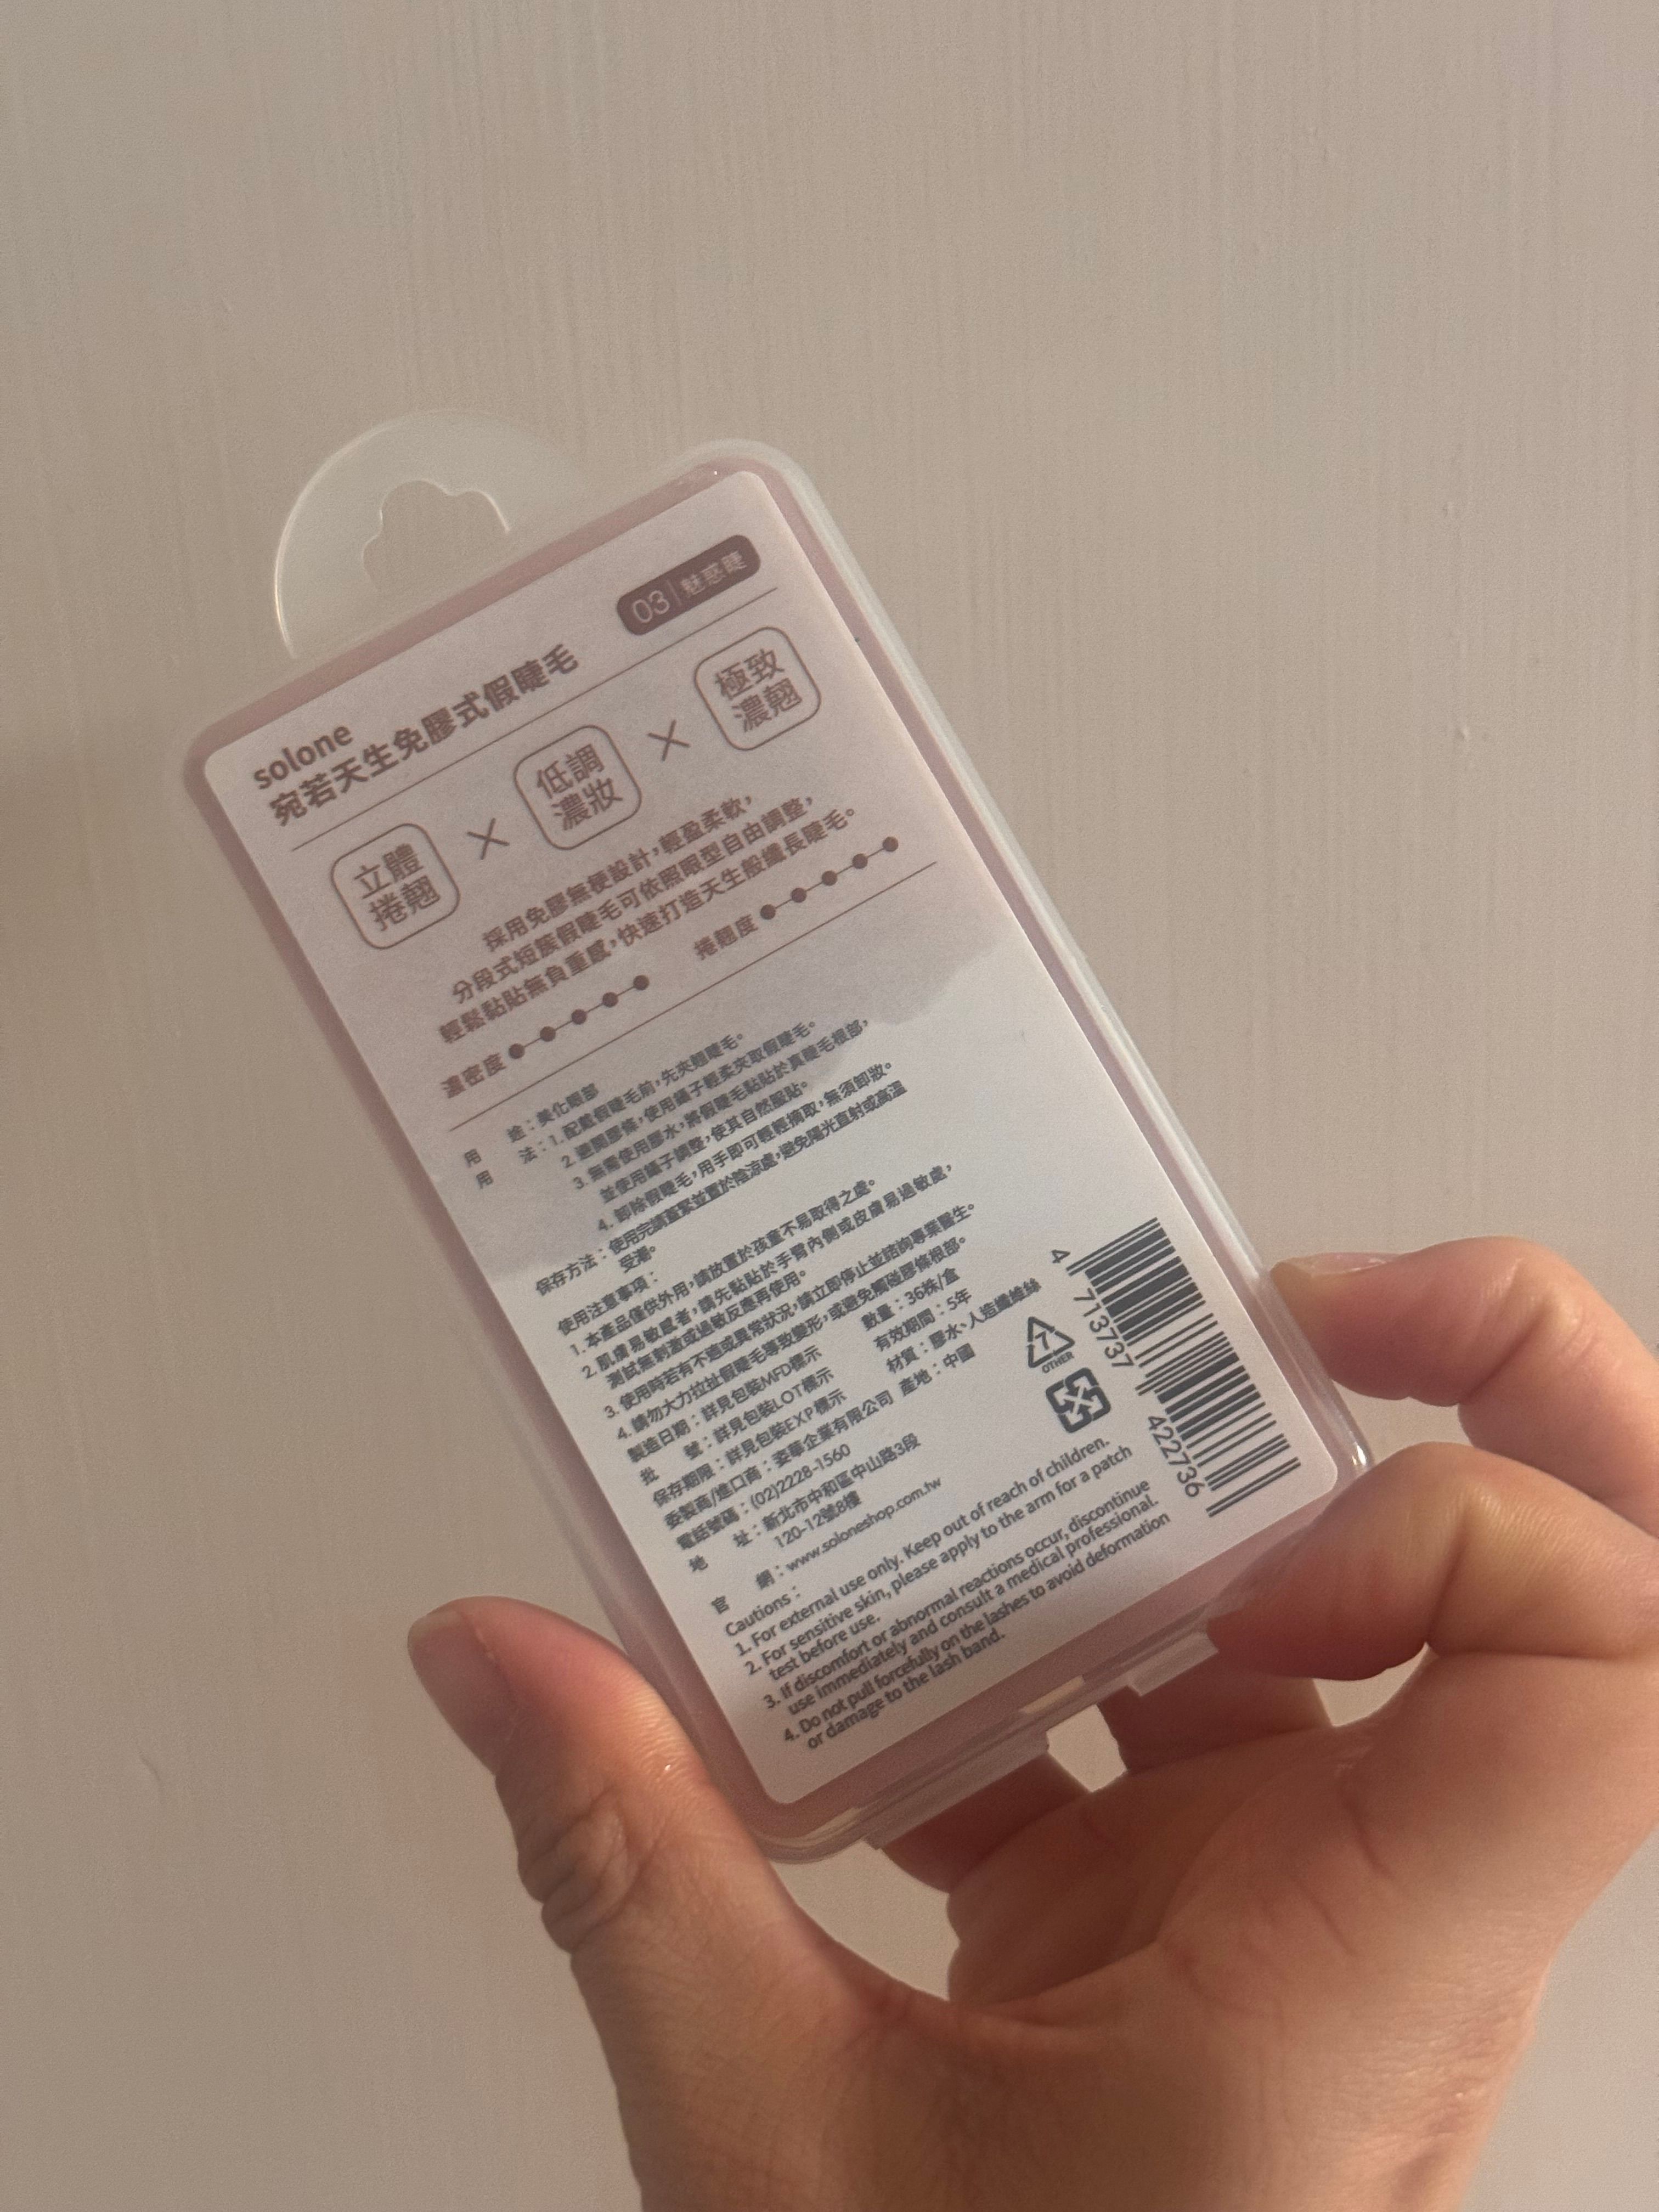 solone
宛若天生免膠式假睫毛
03｜魅惑睫
立體
捲翹
×
低調
濃妝
×
極致
濃翹
採用免膠無梗設計，輕盈柔軟，
分段式短簇假睫毛可依照眼型自由調整，
輕鬆黏貼無負重感，快速打造天生般纖長睫毛。
濃密度
捲翹度
用　途：美化眼部
用　法：1. 配戴假睫毛前，先夾翹睫毛。
2. 避開膠條，使用鑷子輕柔夾取假睫毛。
3. 無需使用膠水，將假睫毛黏貼於真睫毛根部，
並使用鑷子調整，使其自然服貼。
4. 卸除假睫毛，用手即可輕輕摘取，無須卸妝。
保存方法：使用完請蓋緊並置於陰涼處，避免陽光直射或高溫
受潮。
使用注意事項：
1. 本產品僅供外用，請放置於孩童不易取得之處。
2. 肌膚易敏感者，請先黏貼於手臂內側或皮膚易過敏處，
測試無刺激或過敏反應再使用。
3. 使用時若有不適或異常狀況，請立即停止並諮詢專業醫生。
4. 請勿大力拉扯假睫毛導致變形，或避免觸碰膠條根部。
製造日期：詳見包裝MFD標示
數量：36株/盒
批　號：詳見包裝LOT標示
有效期間：5年
保存期限：詳見包裝EXP標示
材質：膠水、人造纖維絲
委製商/進口商：委華企業有限公司
產地：中國
電話號碼：(02)2228-1560
地　址：新北市中和區中山路3段
120-12號8樓
官　網：www.soloneshop.com.tw
Cautions：
1. For external use only. Keep out of reach of children.
2. For sensitive skin, please apply to the arm for a patch
test before use.
3. If discomfort or abnormal reactions occur, discontinue
use immediately and consult a medical professional.
4. Do not pull forcefully on the lashes to avoid deformation
or damage to the lash band.
7
OTHER
4 713737 422736